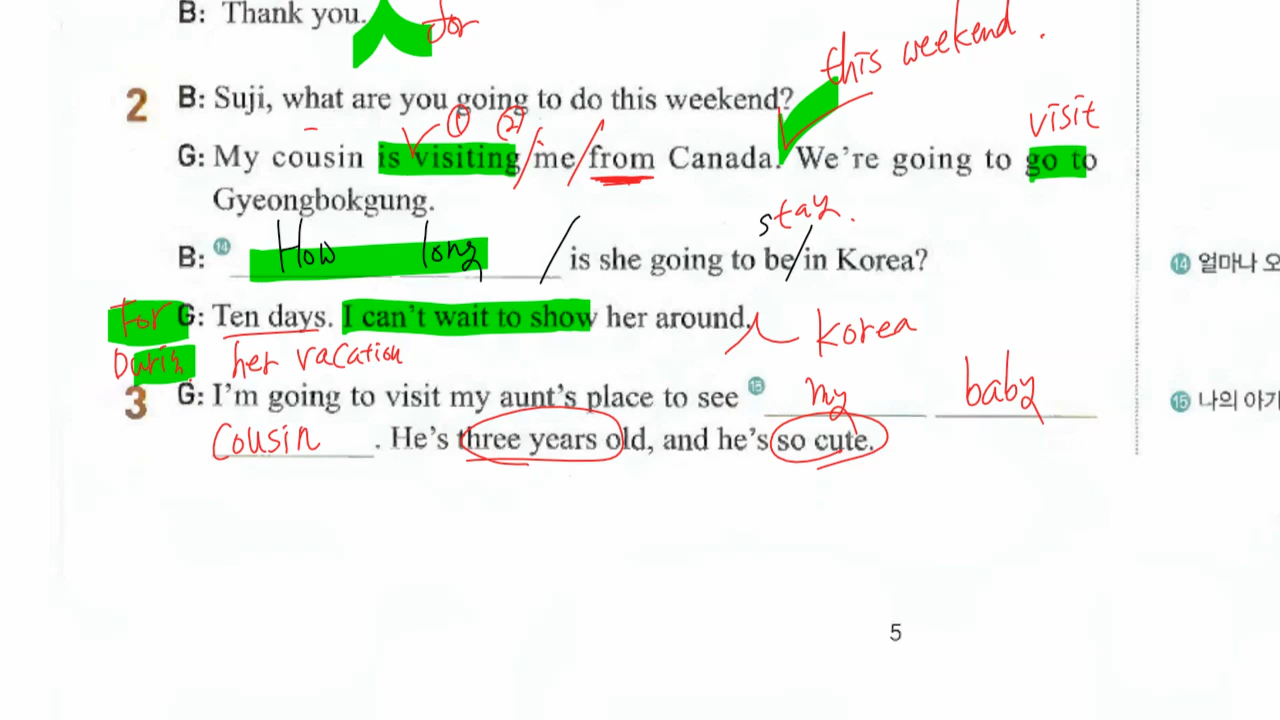 B: Thank you.
for
this weekend.
2 B: Suji, what are you going to do this weekend?
① ② visit
G: My cousin is visiting / me / from Canada. We're going to go to
Gyeongbokgung.
stay.
B: ⑭ How long / is she going to be / in Korea?
⑭ 얼마나 오
For G: Ten days. I can't wait to show her around. Korea
her vacation
3 G: I'm going to visit my aunt's place to see ⑮ my baby
⑮ 나의 아기
cousin. He's three years old, and he's so cute.
5